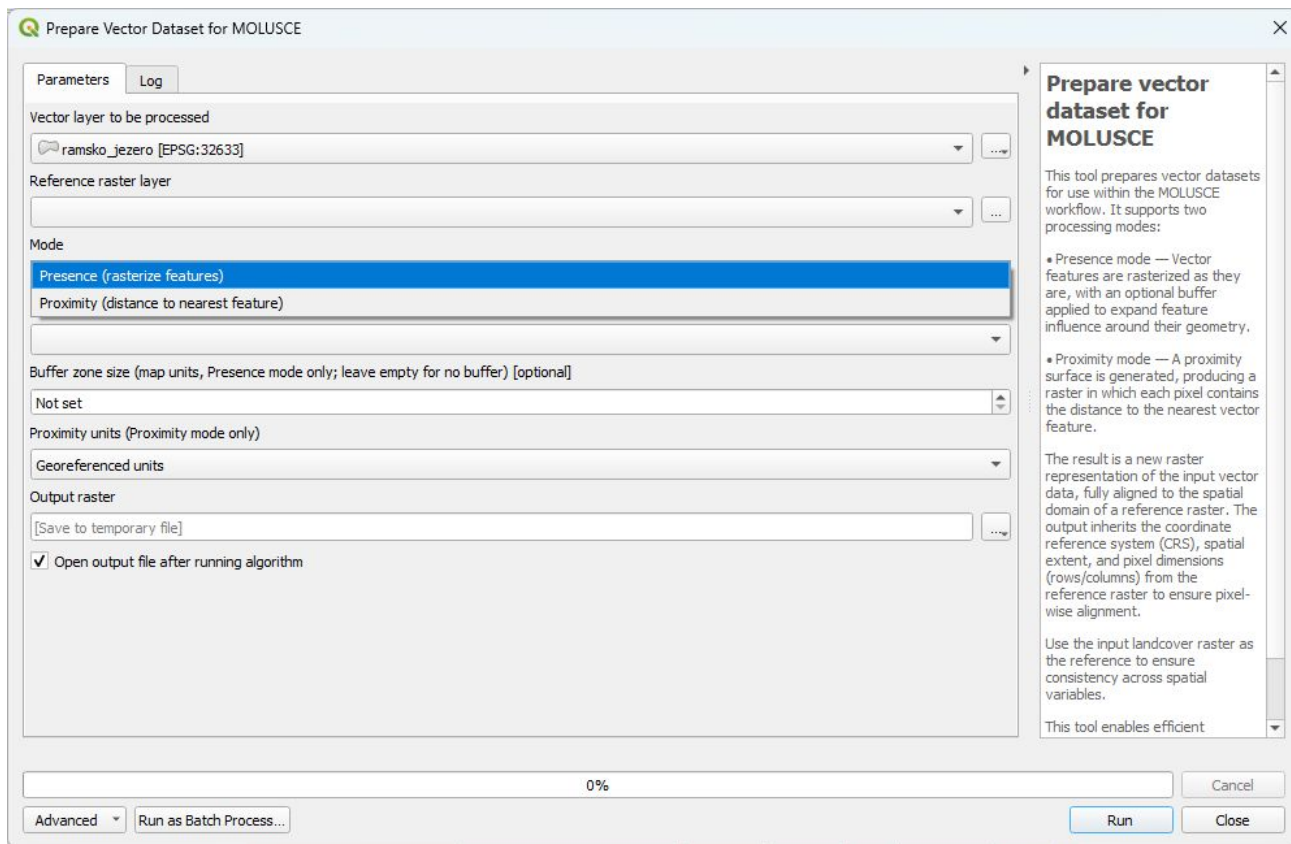 Prepare Vector Dataset for MOLUSCE
Parameters
Log
Vector layer to be processed
ramsko_jezero [EPSG:32633]
...
Reference raster layer
...
Mode
Presence (rasterize features)
Proximity (distance to nearest feature)
Buffer zone size (map units, Presence mode only; leave empty for no buffer) [optional]
Not set
Proximity units (Proximity mode only)
Georeferenced units
Output raster
[Save to temporary file]
...
Open output file after running algorithm
Prepare vector
dataset for
MOLUSCE
This tool prepares vector datasets
for use within the MOLUSCE
workflow. It supports two
processing modes:
• Presence mode — Vector
features are rasterized as they
are, with an optional buffer
applied to expand feature
influence around their geometry.
• Proximity mode — A proximity
surface is generated, producing a
raster in which each pixel contains
the distance to the nearest vector
feature.
The result is a new raster
representation of the input vector
data, fully aligned to the spatial
domain of a reference raster. The
output inherits the coordinate
reference system (CRS), spatial
extent, and pixel dimensions
(rows/columns) from the
reference raster to ensure pixel-
wise alignment.
Use the input landcover raster as
the reference to ensure
consistency across spatial
variables.
This tool enables efficient
0%
Cancel
Advanced
Run as Batch Process...
Run
Close